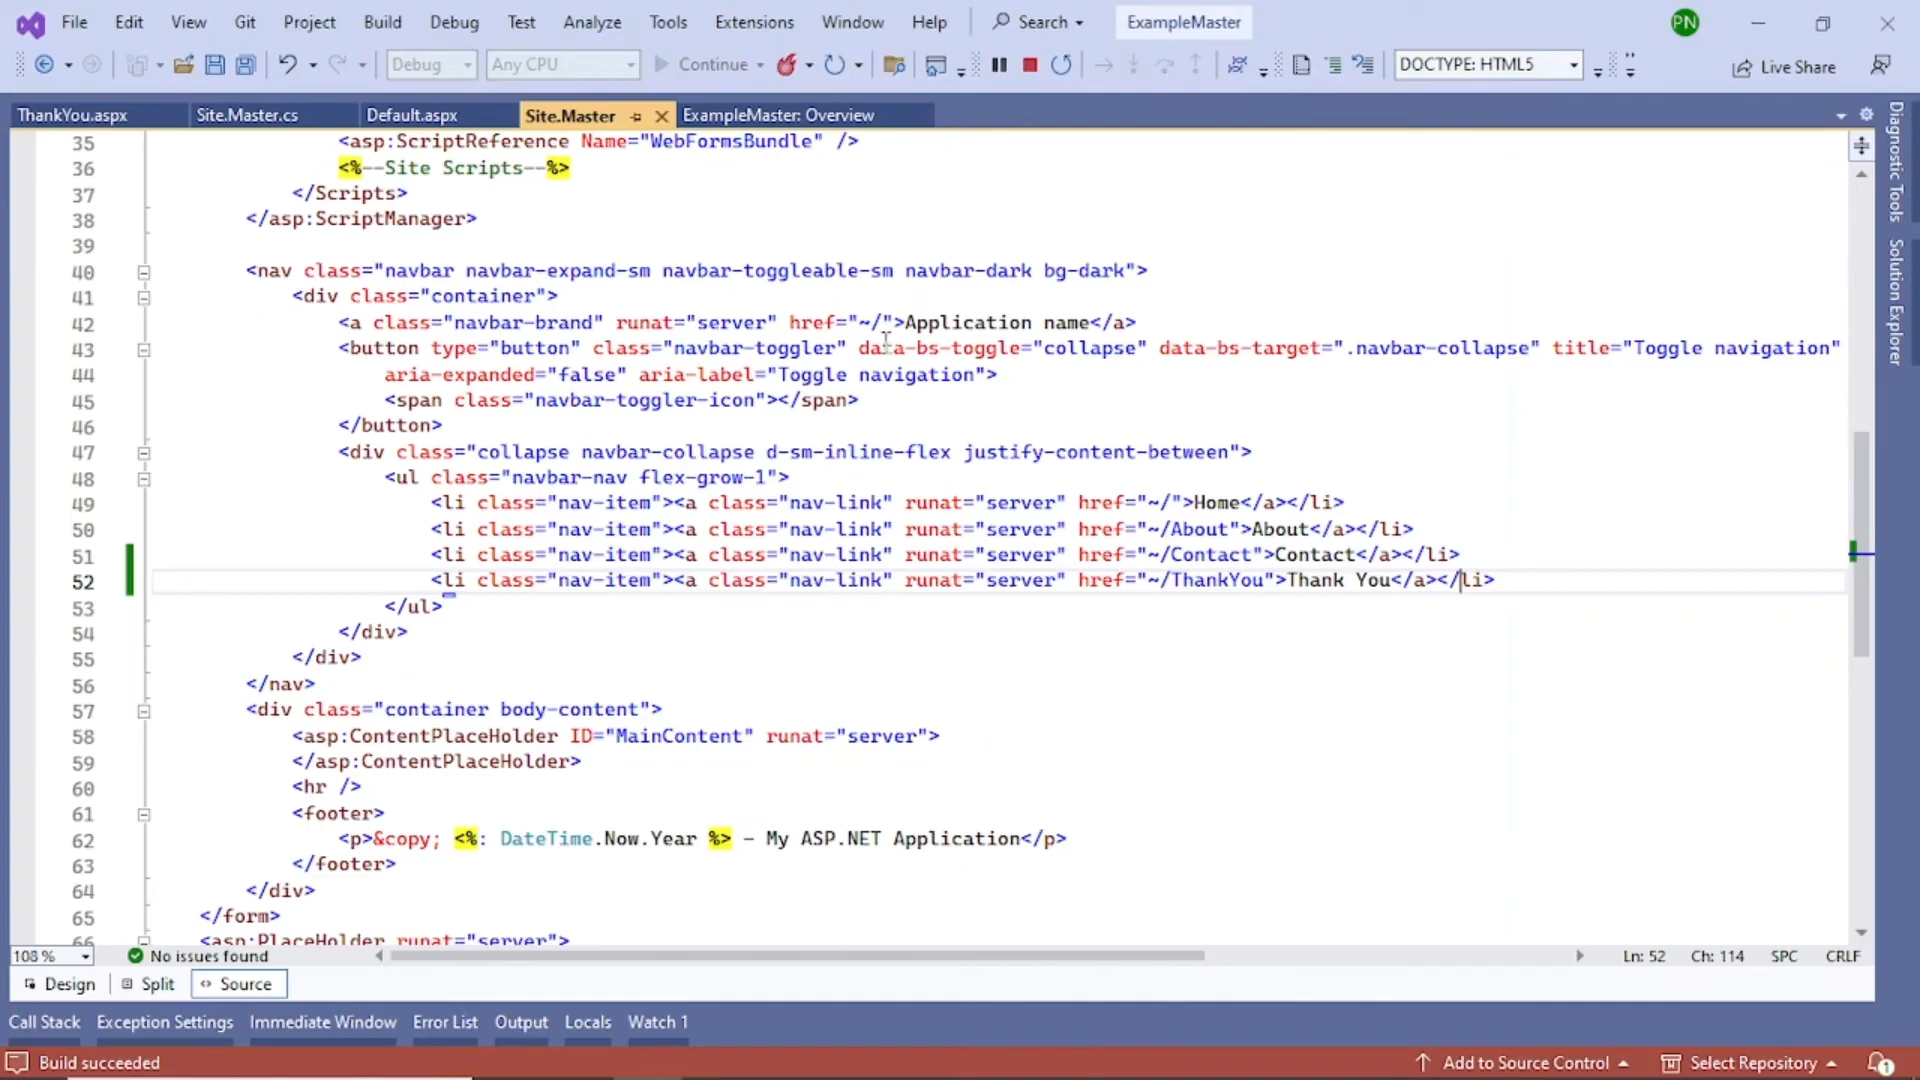 File Edit View Git Project Build Debug Test Analyze Tools Extensions Window Help Search ExampleMaster PN
Debug Any CPU Continue DOCTYPE: HTML5 Live Share
ThankYou.aspx Site.Master.cs Default.aspx Site.Master ExampleMaster: Overview
35 <asp:ScriptReference Name="WebFormsBundle" />
36 <%--Site Scripts--%>
37 </Scripts>
38 </asp:ScriptManager>
39
40 <nav class="navbar navbar-expand-sm navbar-toggleable-sm navbar-dark bg-dark">
41 <div class="container">
42 <a class="navbar-brand" runat="server" href="~/">Application name</a>
43 <button type="button" class="navbar-toggler" data-bs-toggle="collapse" data-bs-target=".navbar-collapse" title="Toggle navigation"
44 aria-expanded="false" aria-label="Toggle navigation">
45 <span class="navbar-toggler-icon"></span>
46 </button>
47 <div class="collapse navbar-collapse d-sm-inline-flex justify-content-between">
48 <ul class="navbar-nav flex-grow-1">
49 <li class="nav-item"><a class="nav-link" runat="server" href="~/">Home</a></li>
50 <li class="nav-item"><a class="nav-link" runat="server" href="~/About">About</a></li>
51 <li class="nav-item"><a class="nav-link" runat="server" href="~/Contact">Contact</a></li>
52 <li class="nav-item"><a class="nav-link" runat="server" href="~/ThankYou">Thank You</a></li>
53 </ul>
54 </div>
55 </div>
56 </nav>
57 <div class="container body-content">
58 <asp:ContentPlaceHolder ID="MainContent" runat="server">
59 </asp:ContentPlaceHolder>
60 <hr />
61 <footer>
62 <p>&copy; <%: DateTime.Now.Year %> - My ASP.NET Application</p>
63 </footer>
64 </div>
65 </form>
66 <asp:PlaceHolder runat="server">
Diagnostic Tools
Solution Explorer
108 % No issues found Ln: 52 Ch: 114 SPC CRLF
Design Split Source
Call Stack Exception Settings Immediate Window Error List Output Locals Watch 1
Build succeeded Add to Source Control Select Repository 1